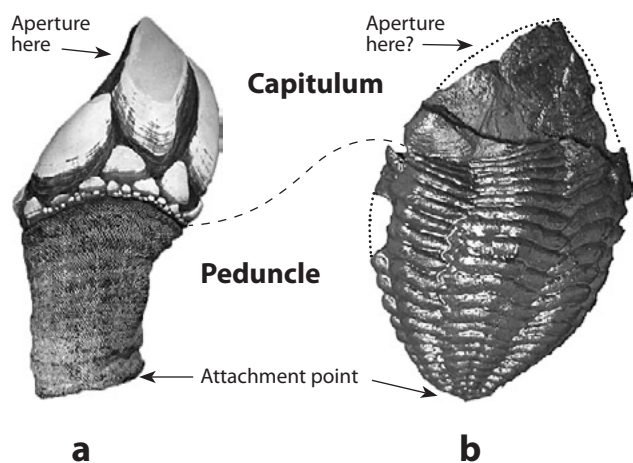 Aperture
here
Aperture
here?
Capitulum
Peduncle
Attachment point
a
b